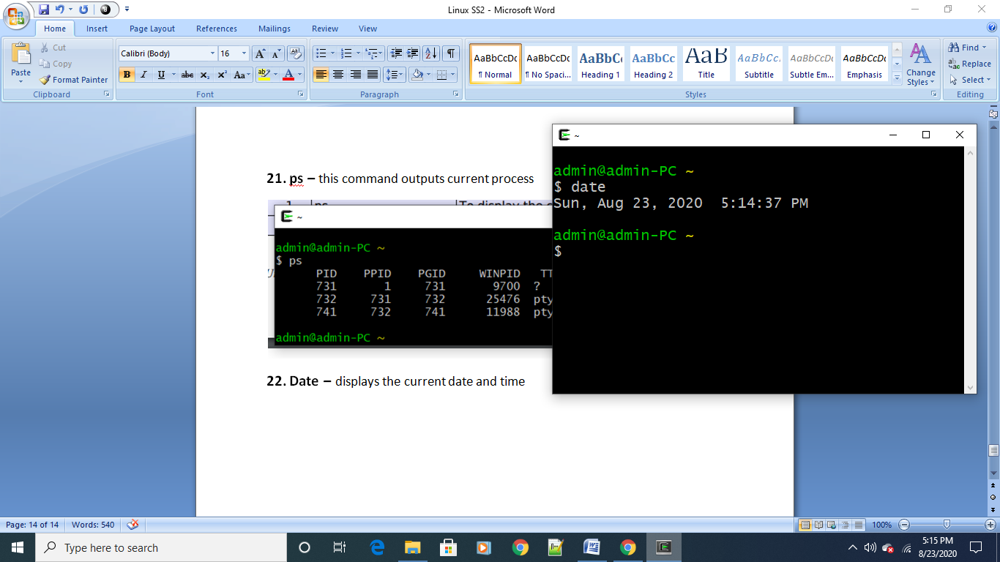 Linux SS2 - Microsoft Word
Home Insert Page Layout References Mailings Review View
Paste
Cut
Copy
Format Painter
Clipboard
Calibri (Body) 16
B I U abc X₂ X² Aa
Font
Paragraph
AaBbCcDc AaBbCcDc AaBbC AaBbCc AaB AaBbCc. AaBbCcDc AaBbCcDc
¶ Normal ¶ No Spaci... Heading 1 Heading 2 Title Subtitle Subtle Em... Emphasis
Change Styles
Styles
Find
Replace
Select
Editing
21. ps – this command outputs current process
~
admin@admin-PC ~
$ ps
PID PPID PGID WINPID TT
731 1 731 9700 ?
732 731 732 25476 pty
741 732 741 11988 pty
admin@admin-PC ~
22. Date – displays the current date and time
~
admin@admin-PC ~
$ date
Sun, Aug 23, 2020  5:14:37 PM
admin@admin-PC ~
$
Page: 14 of 14 Words: 540 100%
Type here to search
5:15 PM
8/23/2020